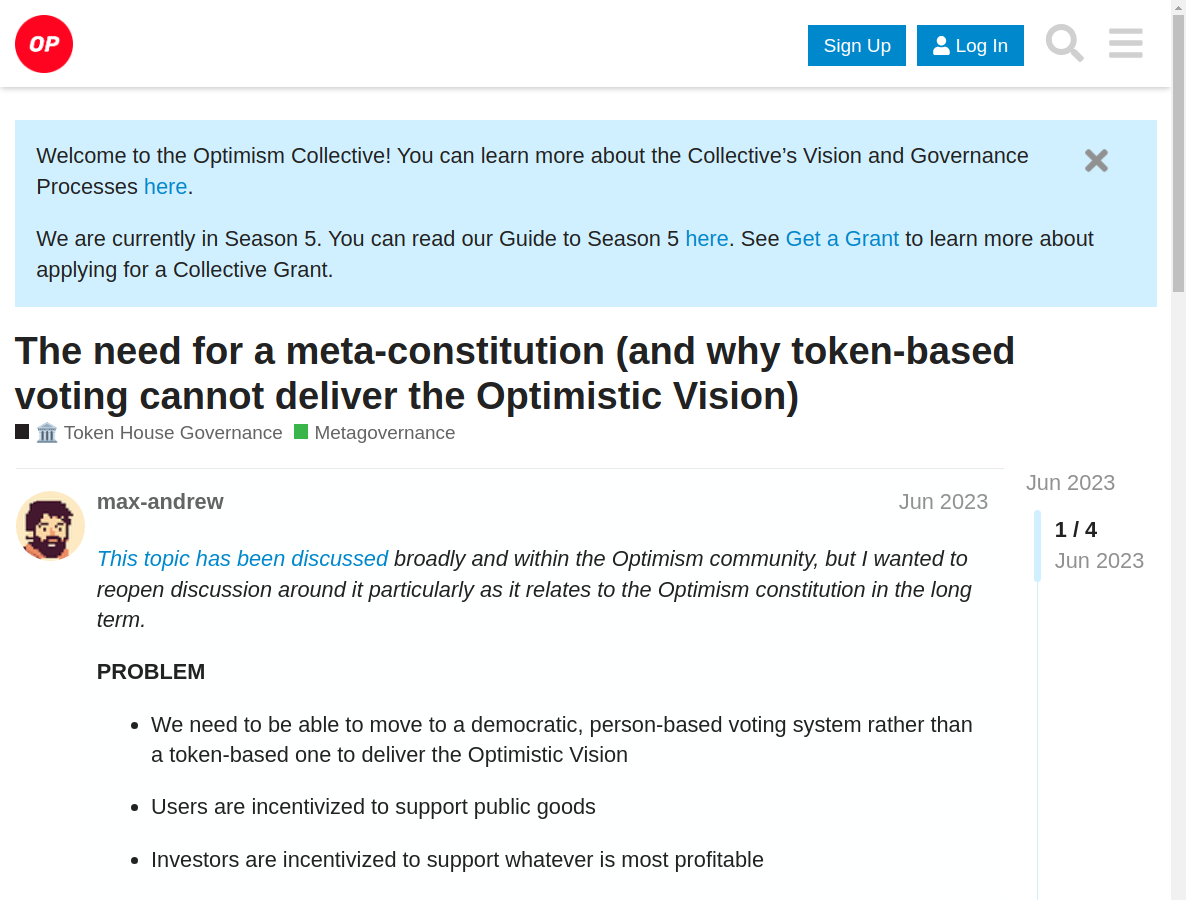 OP
Sign Up
Log In
Welcome to the Optimism Collective! You can learn more about the Collective’s Vision and Governance
Processes here.
We are currently in Season 5. You can read our Guide to Season 5 here. See Get a Grant to learn more about
applying for a Collective Grant.
The need for a meta-constitution (and why token-based
voting cannot deliver the Optimistic Vision)
🏛️ Token House Governance Metagovernance
max-andrew
Jun 2023
This topic has been discussed broadly and within the Optimism community, but I wanted to
reopen discussion around it particularly as it relates to the Optimism constitution in the long
term.
PROBLEM
• We need to be able to move to a democratic, person-based voting system rather than
a token-based one to deliver the Optimistic Vision
• Users are incentivized to support public goods
• Investors are incentivized to support whatever is most profitable
Jun 2023
1 / 4
Jun 2023